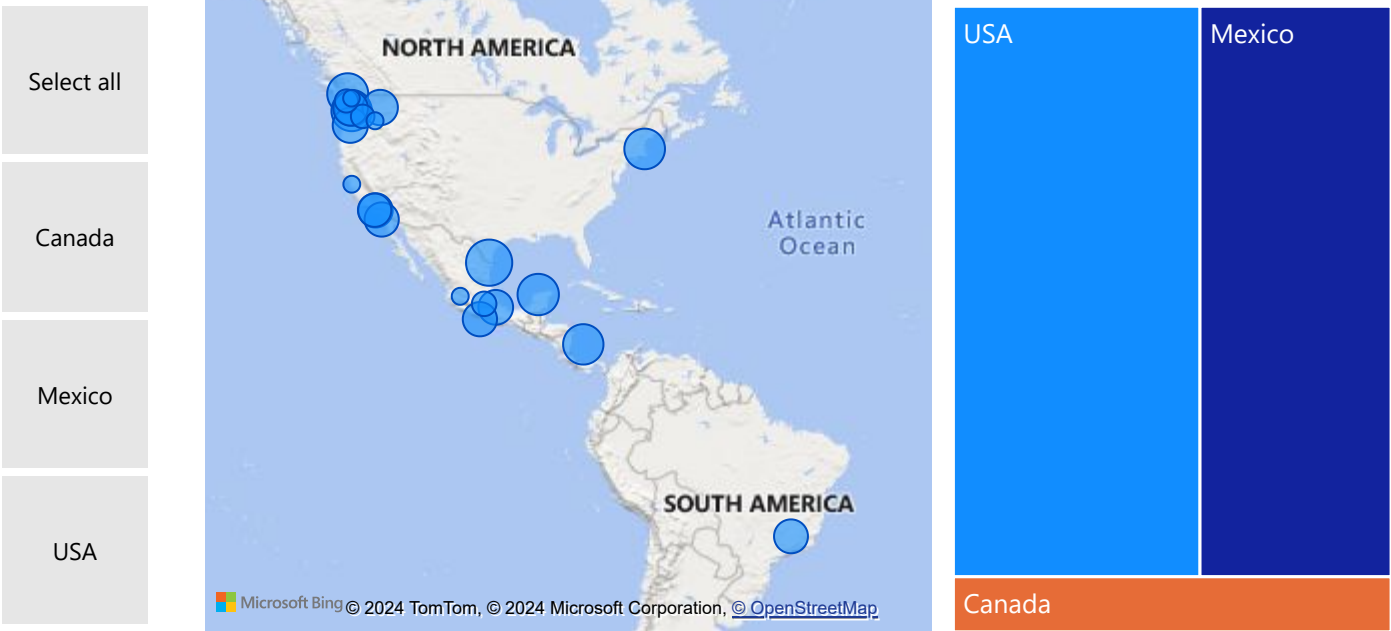 Select all
Canada
Mexico
USA
NORTH AMERICA
Atlantic
Ocean
SOUTH AMERICA
Microsoft Bing
© 2024 TomTom, © 2024 Microsoft Corporation, © OpenStreetMap
USA
Mexico
Canada